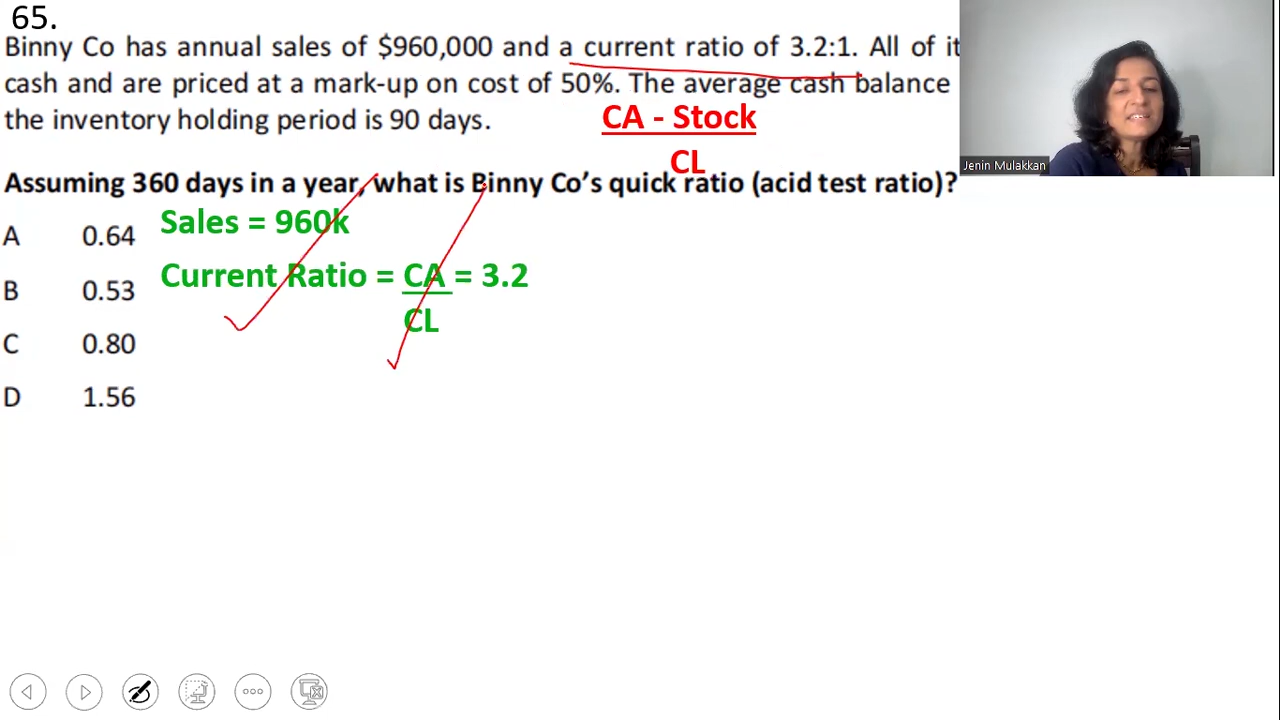 65.
Binny Co has annual sales of $960,000 and a current ratio of 3.2:1. All of it
cash and are priced at a mark-up on cost of 50%. The average cash balance
the inventory holding period is 90 days.
CA - Stock
CL
Jenin Mulakkan
Assuming 360 days in a year, what is Binny Co’s quick ratio (acid test ratio)?
Sales = 960k
A 0.64
Current Ratio = CA = 3.2
B 0.53
CL
C 0.80
D 1.56